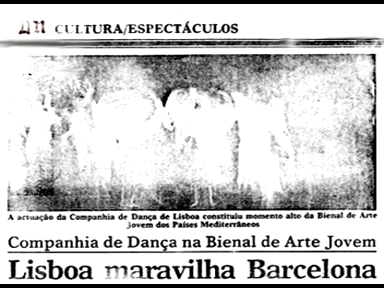 CULTURA/ESPECTÁCULOS
A actuação da Companhia de Dança de Lisboa constituiu momento alto da Bienal de Arte
Jovem dos Países Mediterrâneos
Companhia de Dança na Bienal de Arte Jovem
Lisboa maravilha Barcelona